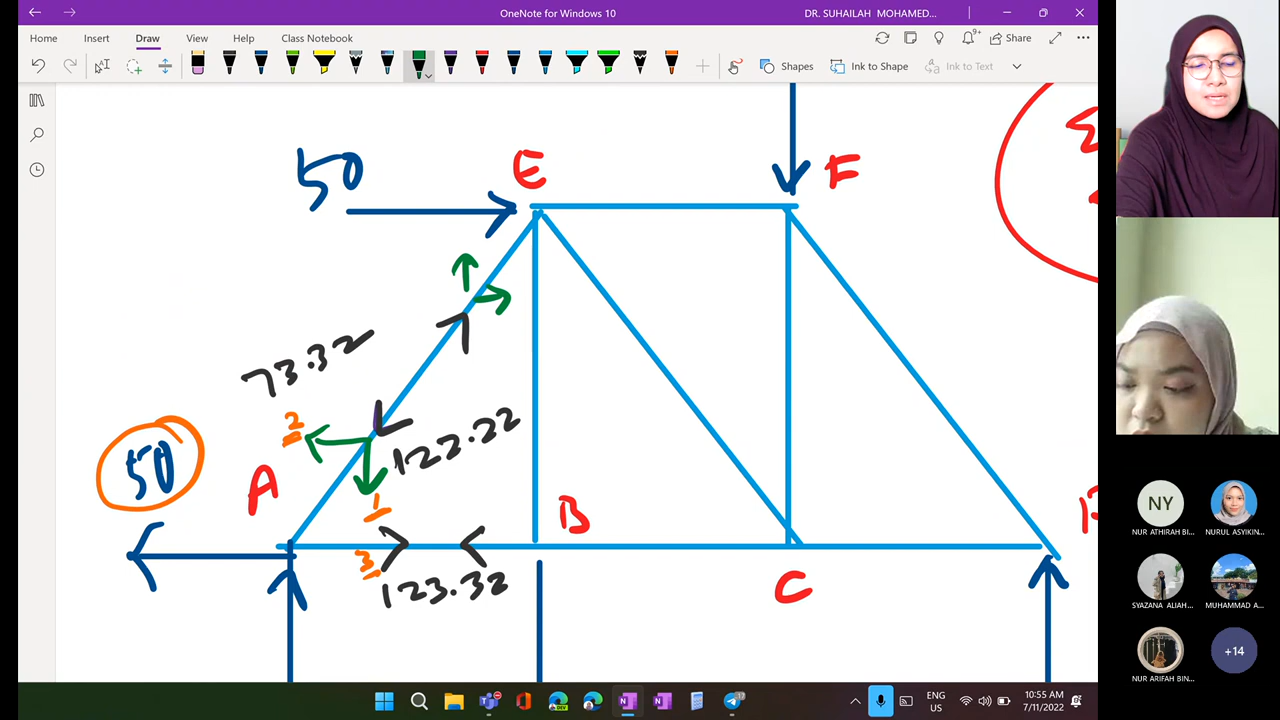 OneNote for Windows 10
DR. SUHAILAH MOHAMED...
Home Insert Draw View Help Class Notebook
9+ Share
Shapes Ink to Shape Ink to Text
50 E F
73.32
2
50 122.22
A
1 B
3
123.32 C
NY
NUR ATHIRAH BI... NURUL ASYIKIN...
SYAZANA ALIAH... MUHAMMAD A...
+14
NUR ARIFAH BIN...
ENG
US
10:55 AM
7/11/2022